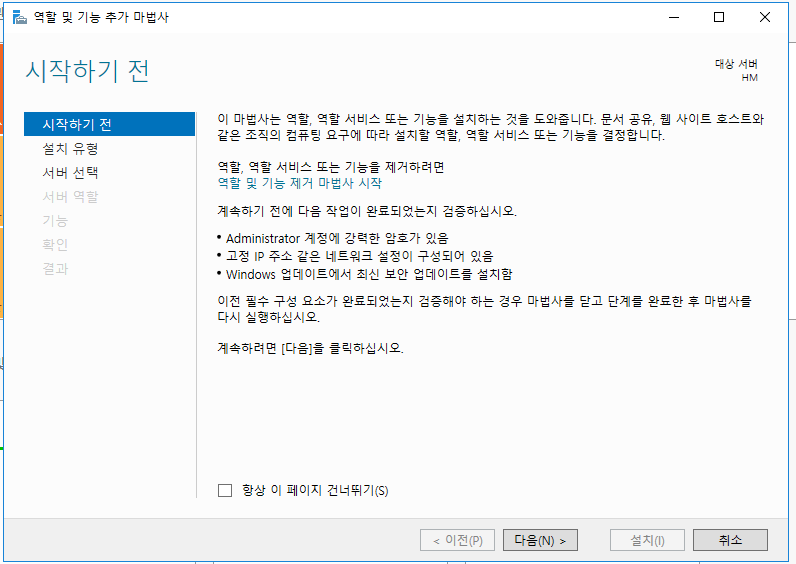 역할 및 기능 추가 마법사
시작하기 전
대상 서버
HM
시작하기 전
설치 유형
서버 선택
서버 역할
기능
확인
결과
이 마법사는 역할, 역할 서비스 또는 기능을 설치하는 것을 도와줍니다. 문서 공유, 웹 사이트 호스트와
같은 조직의 컴퓨팅 요구에 따라 설치할 역할, 역할 서비스 또는 기능을 결정합니다.
역할, 역할 서비스 또는 기능을 제거하려면
역할 및 기능 제거 마법사 시작
계속하기 전에 다음 작업이 완료되었는지 검증하십시오.
• Administrator 계정에 강력한 암호가 있음
• 고정 IP 주소 같은 네트워크 설정이 구성되어 있음
• Windows 업데이트에서 최신 보안 업데이트를 설치함
이전 필수 구성 요소가 완료되었는지 검증해야 하는 경우 마법사를 닫고 단계를 완료한 후 마법사를
다시 실행하십시오.
계속하려면 [다음]을 클릭하십시오.
항상 이 페이지 건너뛰기(S)
< 이전(P)
다음(N) >
설치(I)
취소